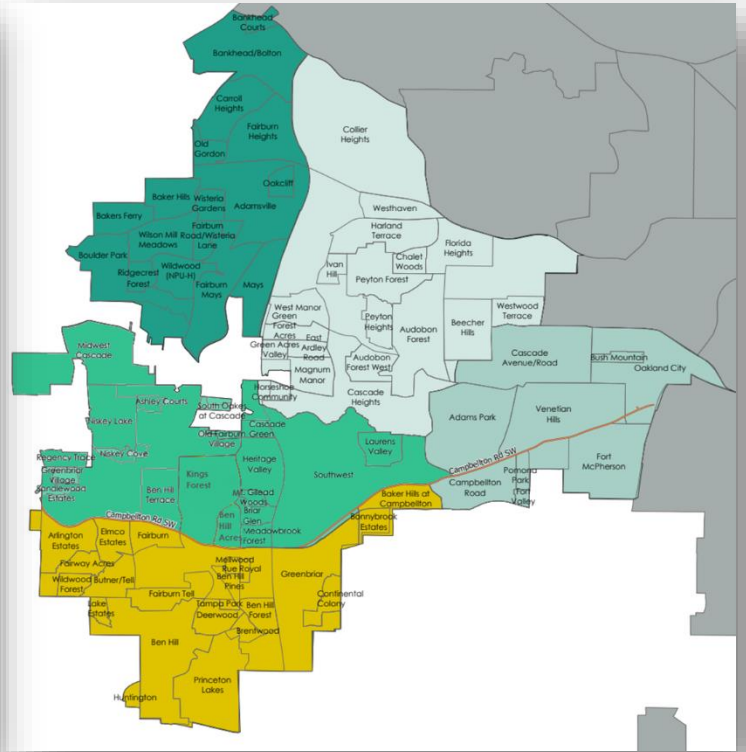 Bankhead
Courts
Bankhead/Bolton
Carroll
Heights
Fairburn
Heights
Old
Gordon
Collier
Heights
Oakcliff
Baker Hills
Wisteria
Gardens
Adamsville
Bakers Ferry
Wilson Mill
Meadows
Fairburn
Road/Wisteria
Lane
Boulder Park
Ridgecrest
Forest
Wildwood
(NPU-H)
Fairburn
Mays
Mays
Westhaven
Harland
Terrace
Florida
Heights
Ivan
Hill
Chalet
Woods
Peyton Forest
West Manor
Green
Forest
Acres
Peyton
Heights
Audobon
Forest
Beecher
Hills
Westwood
Terrace
Green Acres
Valley
East
Ardley
Road
Magnum
Manor
Audobon
Forest West
Cascade
Heights
Cascade
Avenue/Road
Bush Mountain
Oakland City
Midwest
Cascade
Horseshoe
Community
Ashley Courts
South Oakes
at Cascade
Niskey Lake
Old Fairburn
Village
Cascade
Green
Adams Park
Venetian
Hills
Laurens
Valley
Niskey Cove
Regency Trace
Greenbriar
Village
Sandlewood
Estates
Heritage
Valley
Southwest
Kings
Forest
Ben Hill
Terrace
Mt. Gilead
Woods
Briar
Glen
Ben
Hill
Acres
Meadowbrook
Forest
Campbellton Rd SW
Campbellton
Road
Pomona
Park
Fort
Valley
Fort
McPherson
Baker Hills at
Campbellton
Bannybrook
Estates
Campbellton Rd SW
Arlington
Estates
Elmco
Estates
Fairburn
Fairway Acres
Mellwood
Rue Royal
Ben Hill
Pines
Greenbriar
Wildwood
Forest
Butner/Tell
Fairburn Tell
Continental
Colony
Lake
Estates
Tampa Park
Deerwood
Ben Hill
Forest
Brentwood
Ben Hill
Princeton
Lakes
Huntington